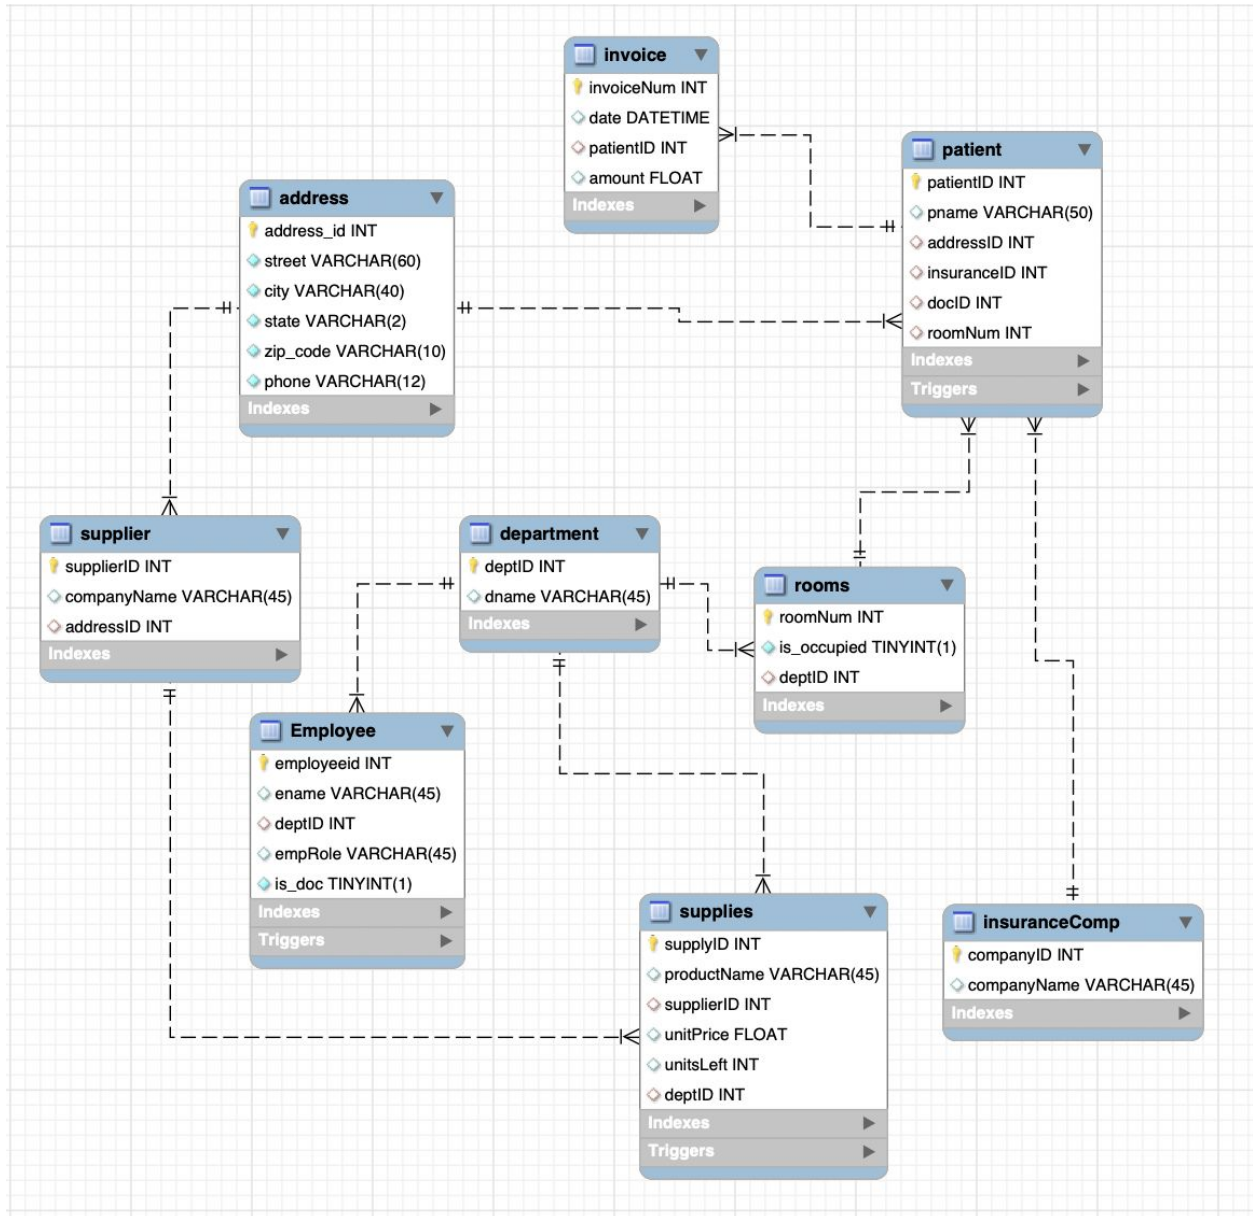 invoice
invoiceNum INT
date DATETIME
patientID INT
amount FLOAT
Indexes
patient
patientID INT
pname VARCHAR(50)
addressID INT
insuranceID INT
docID INT
roomNum INT
Indexes
Triggers
address
address_id INT
street VARCHAR(60)
city VARCHAR(40)
state VARCHAR(2)
zip_code VARCHAR(10)
phone VARCHAR(12)
Indexes
supplier
supplierID INT
companyName VARCHAR(45)
addressID INT
Indexes
department
deptID INT
dname VARCHAR(45)
Indexes
rooms
roomNum INT
is_occupied TINYINT(1)
deptID INT
Indexes
Employee
employeeid INT
ename VARCHAR(45)
deptID INT
empRole VARCHAR(45)
is_doc TINYINT(1)
Indexes
Triggers
supplies
supplyID INT
productName VARCHAR(45)
supplierID INT
unitPrice FLOAT
unitsLeft INT
deptID INT
Indexes
Triggers
insuranceComp
companyID INT
companyName VARCHAR(45)
Indexes